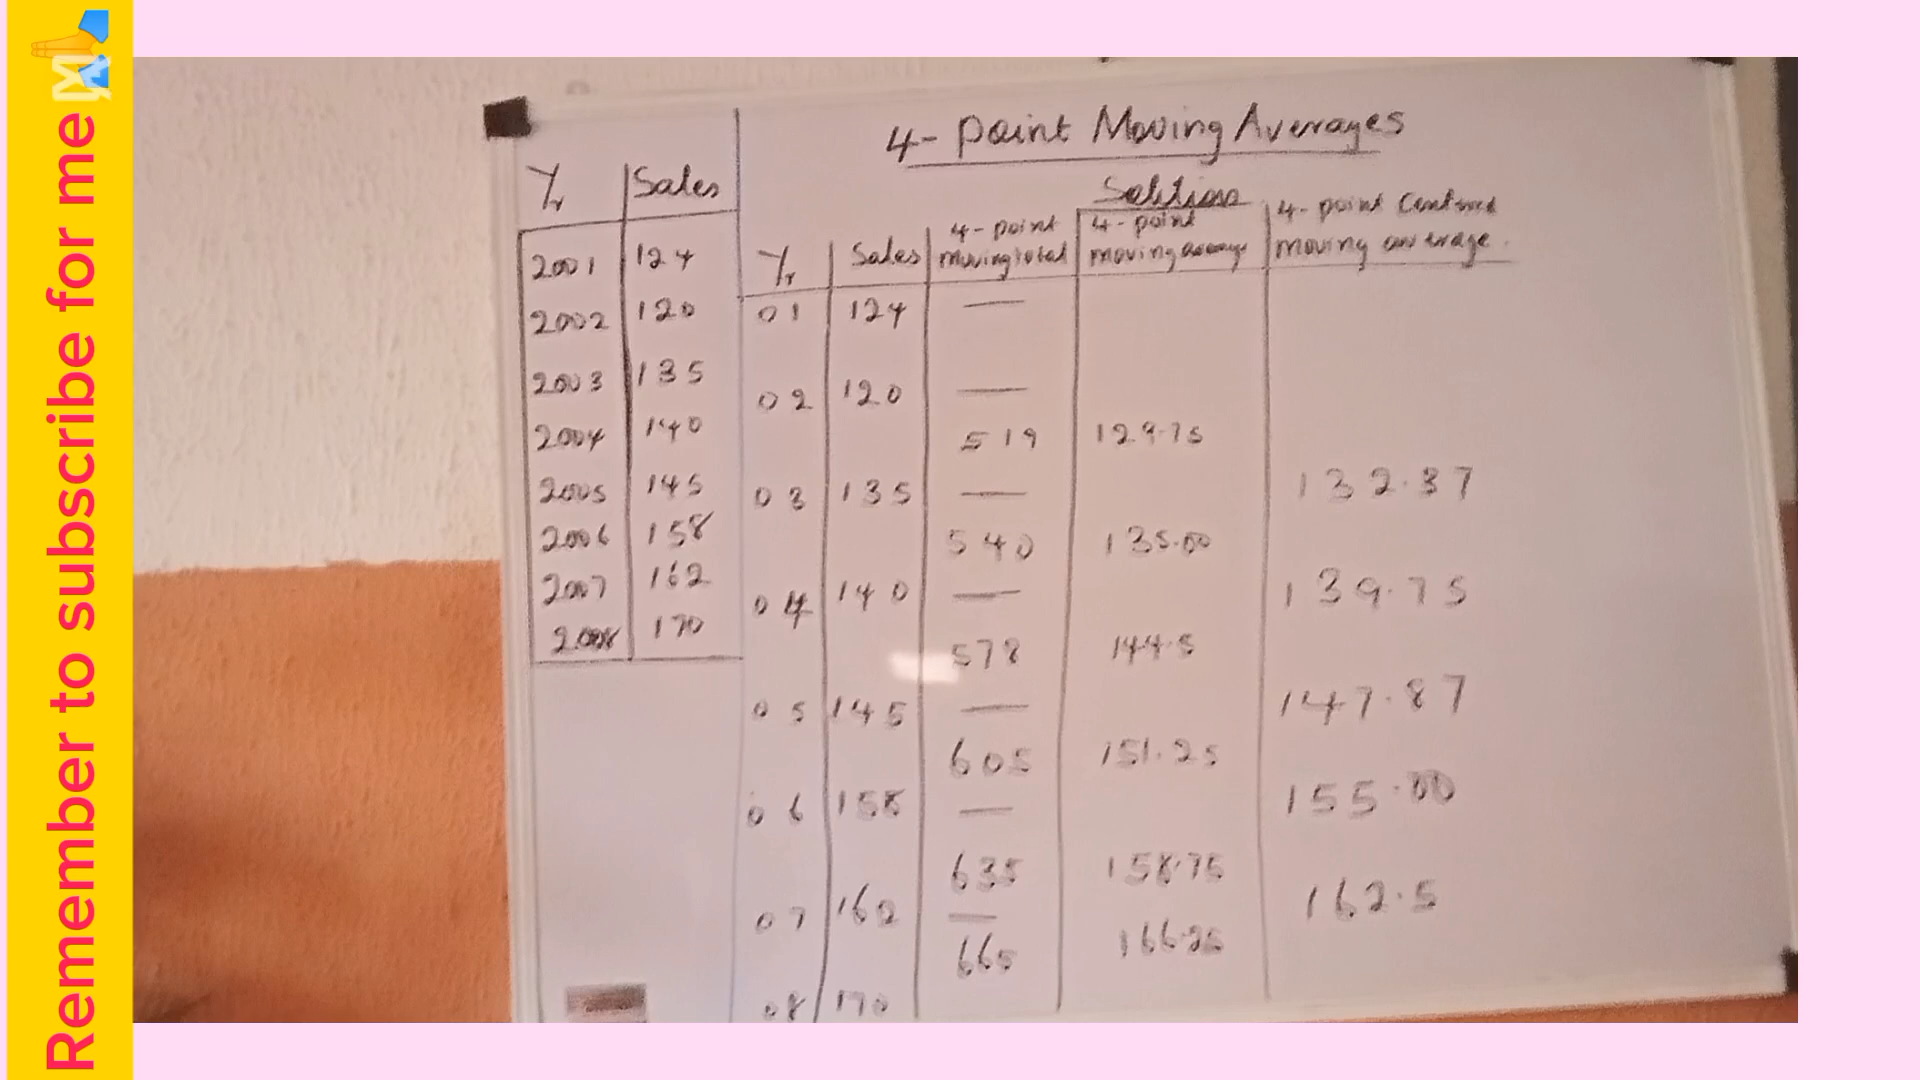 Remember to subscribe for me
4- Point Moving Averages
Yr Sales
2001 124
2002 120
2003 135
2004 140
2005 145
2006 158
2007 162
2008 170
Solution
Yr Sales 4-point moving total 4-point moving average 4-point Centred moving average.
01 124 —
02 120 —
519 129.75
03 135 — 132.37
540 135.00
04 140 — 139.75
578 144.5
05 145 — 147.87
605 151.25
06 158 — 155.00
635 158.75
07 162 — 162.5
665 166.25
08 170